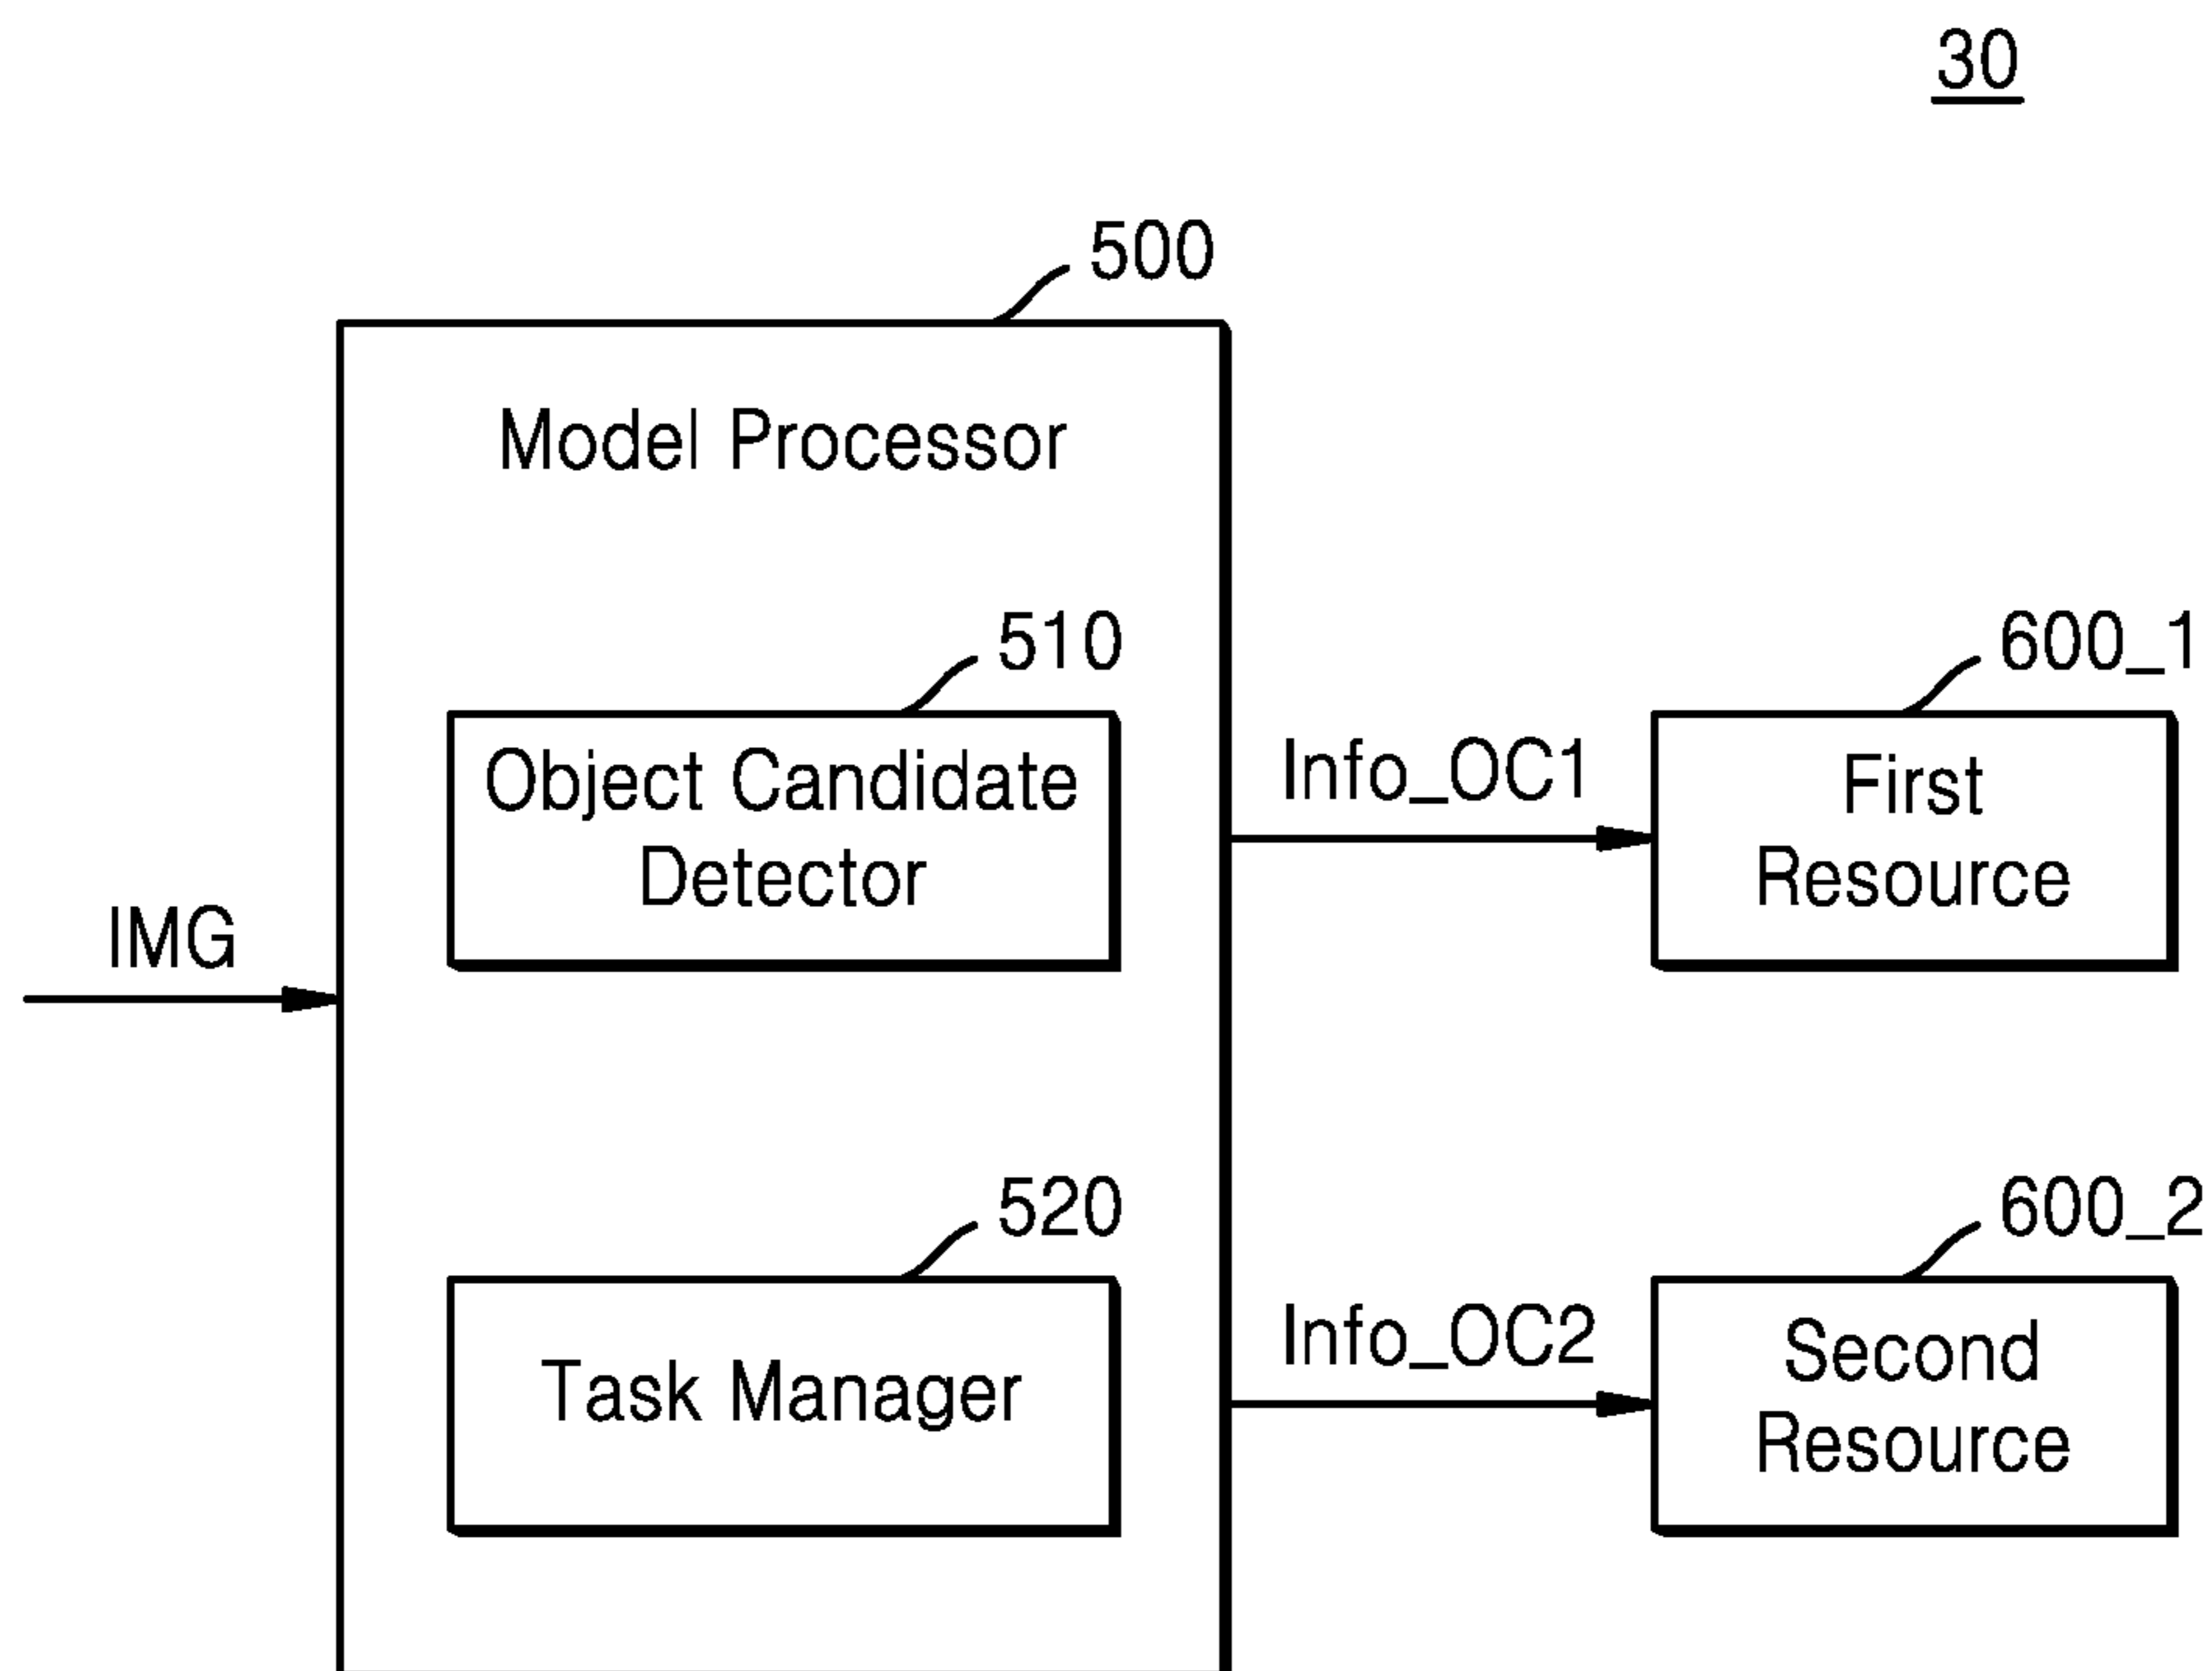 30
500
Model Processor
510
Object Candidate
Detector
IMG
Info_OC1
600_1
First
Resource
520
Task Manager
Info_OC2
600_2
Second
Resource